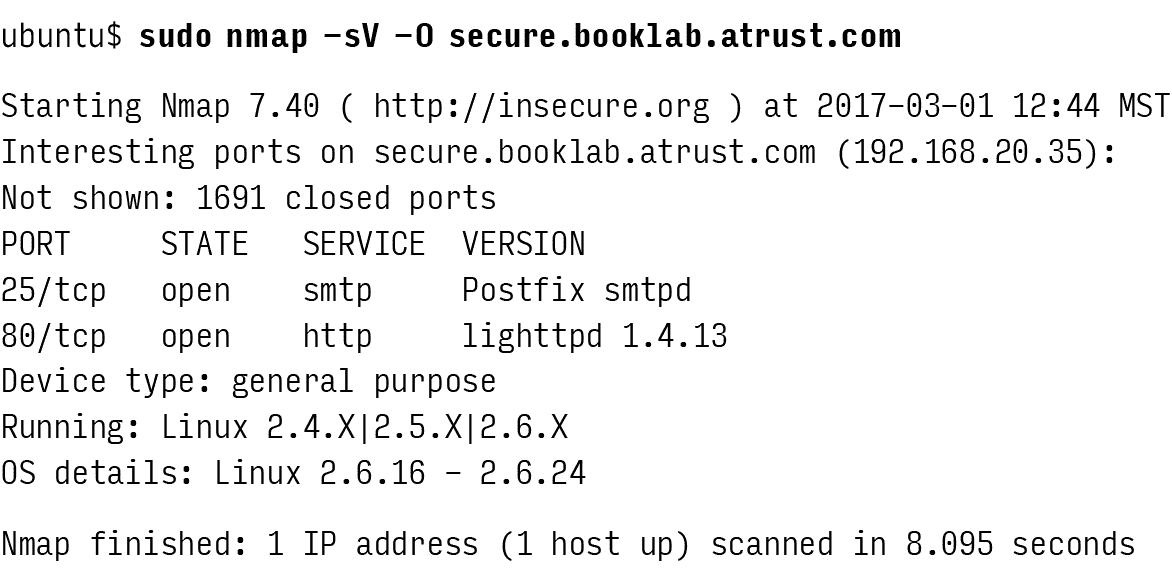 ubuntu$ sudo nmap -sV -O secure.booklab.atrust.com
Starting Nmap 7.40 ( http://insecure.org ) at 2017-03-01 12:44 MST
Interesting ports on secure.booklab.atrust.com (192.168.20.35):
Not shown: 1691 closed ports
PORT     STATE   SERVICE  VERSION
25/tcp   open    smtp     Postfix smtpd
80/tcp   open    http     lighttpd 1.4.13
Device type: general purpose
Running: Linux 2.4.X|2.5.X|2.6.X
OS details: Linux 2.6.16 - 2.6.24
Nmap finished: 1 IP address (1 host up) scanned in 8.095 seconds